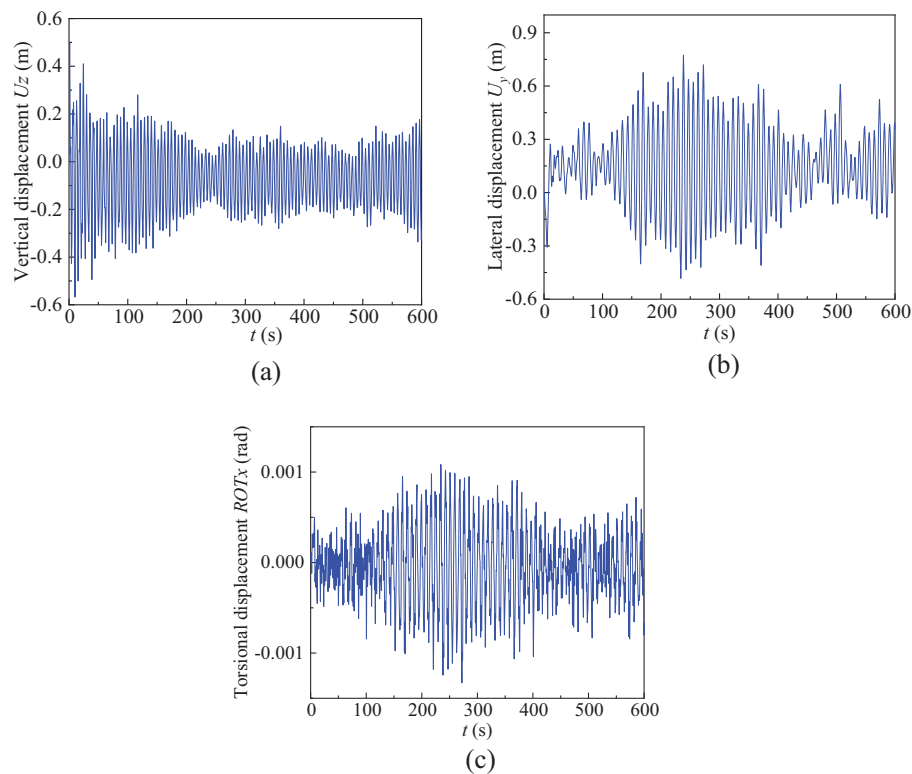 Vertical displacement Uz (m)
0.6
0.4
0.2
0.0
-0.2
-0.4
-0.6
0 100 200 300 400 500 600
t (s)
(a)
Lateral displacement Uy (m)
0.9
0.6
0.3
0.0
-0.3
-0.6
0 100 200 300 400 500 600
t (s)
(b)
Torsional displacement ROTx (rad)
0.001
0.000
-0.001
0 100 200 300 400 500 600
t (s)
(c)